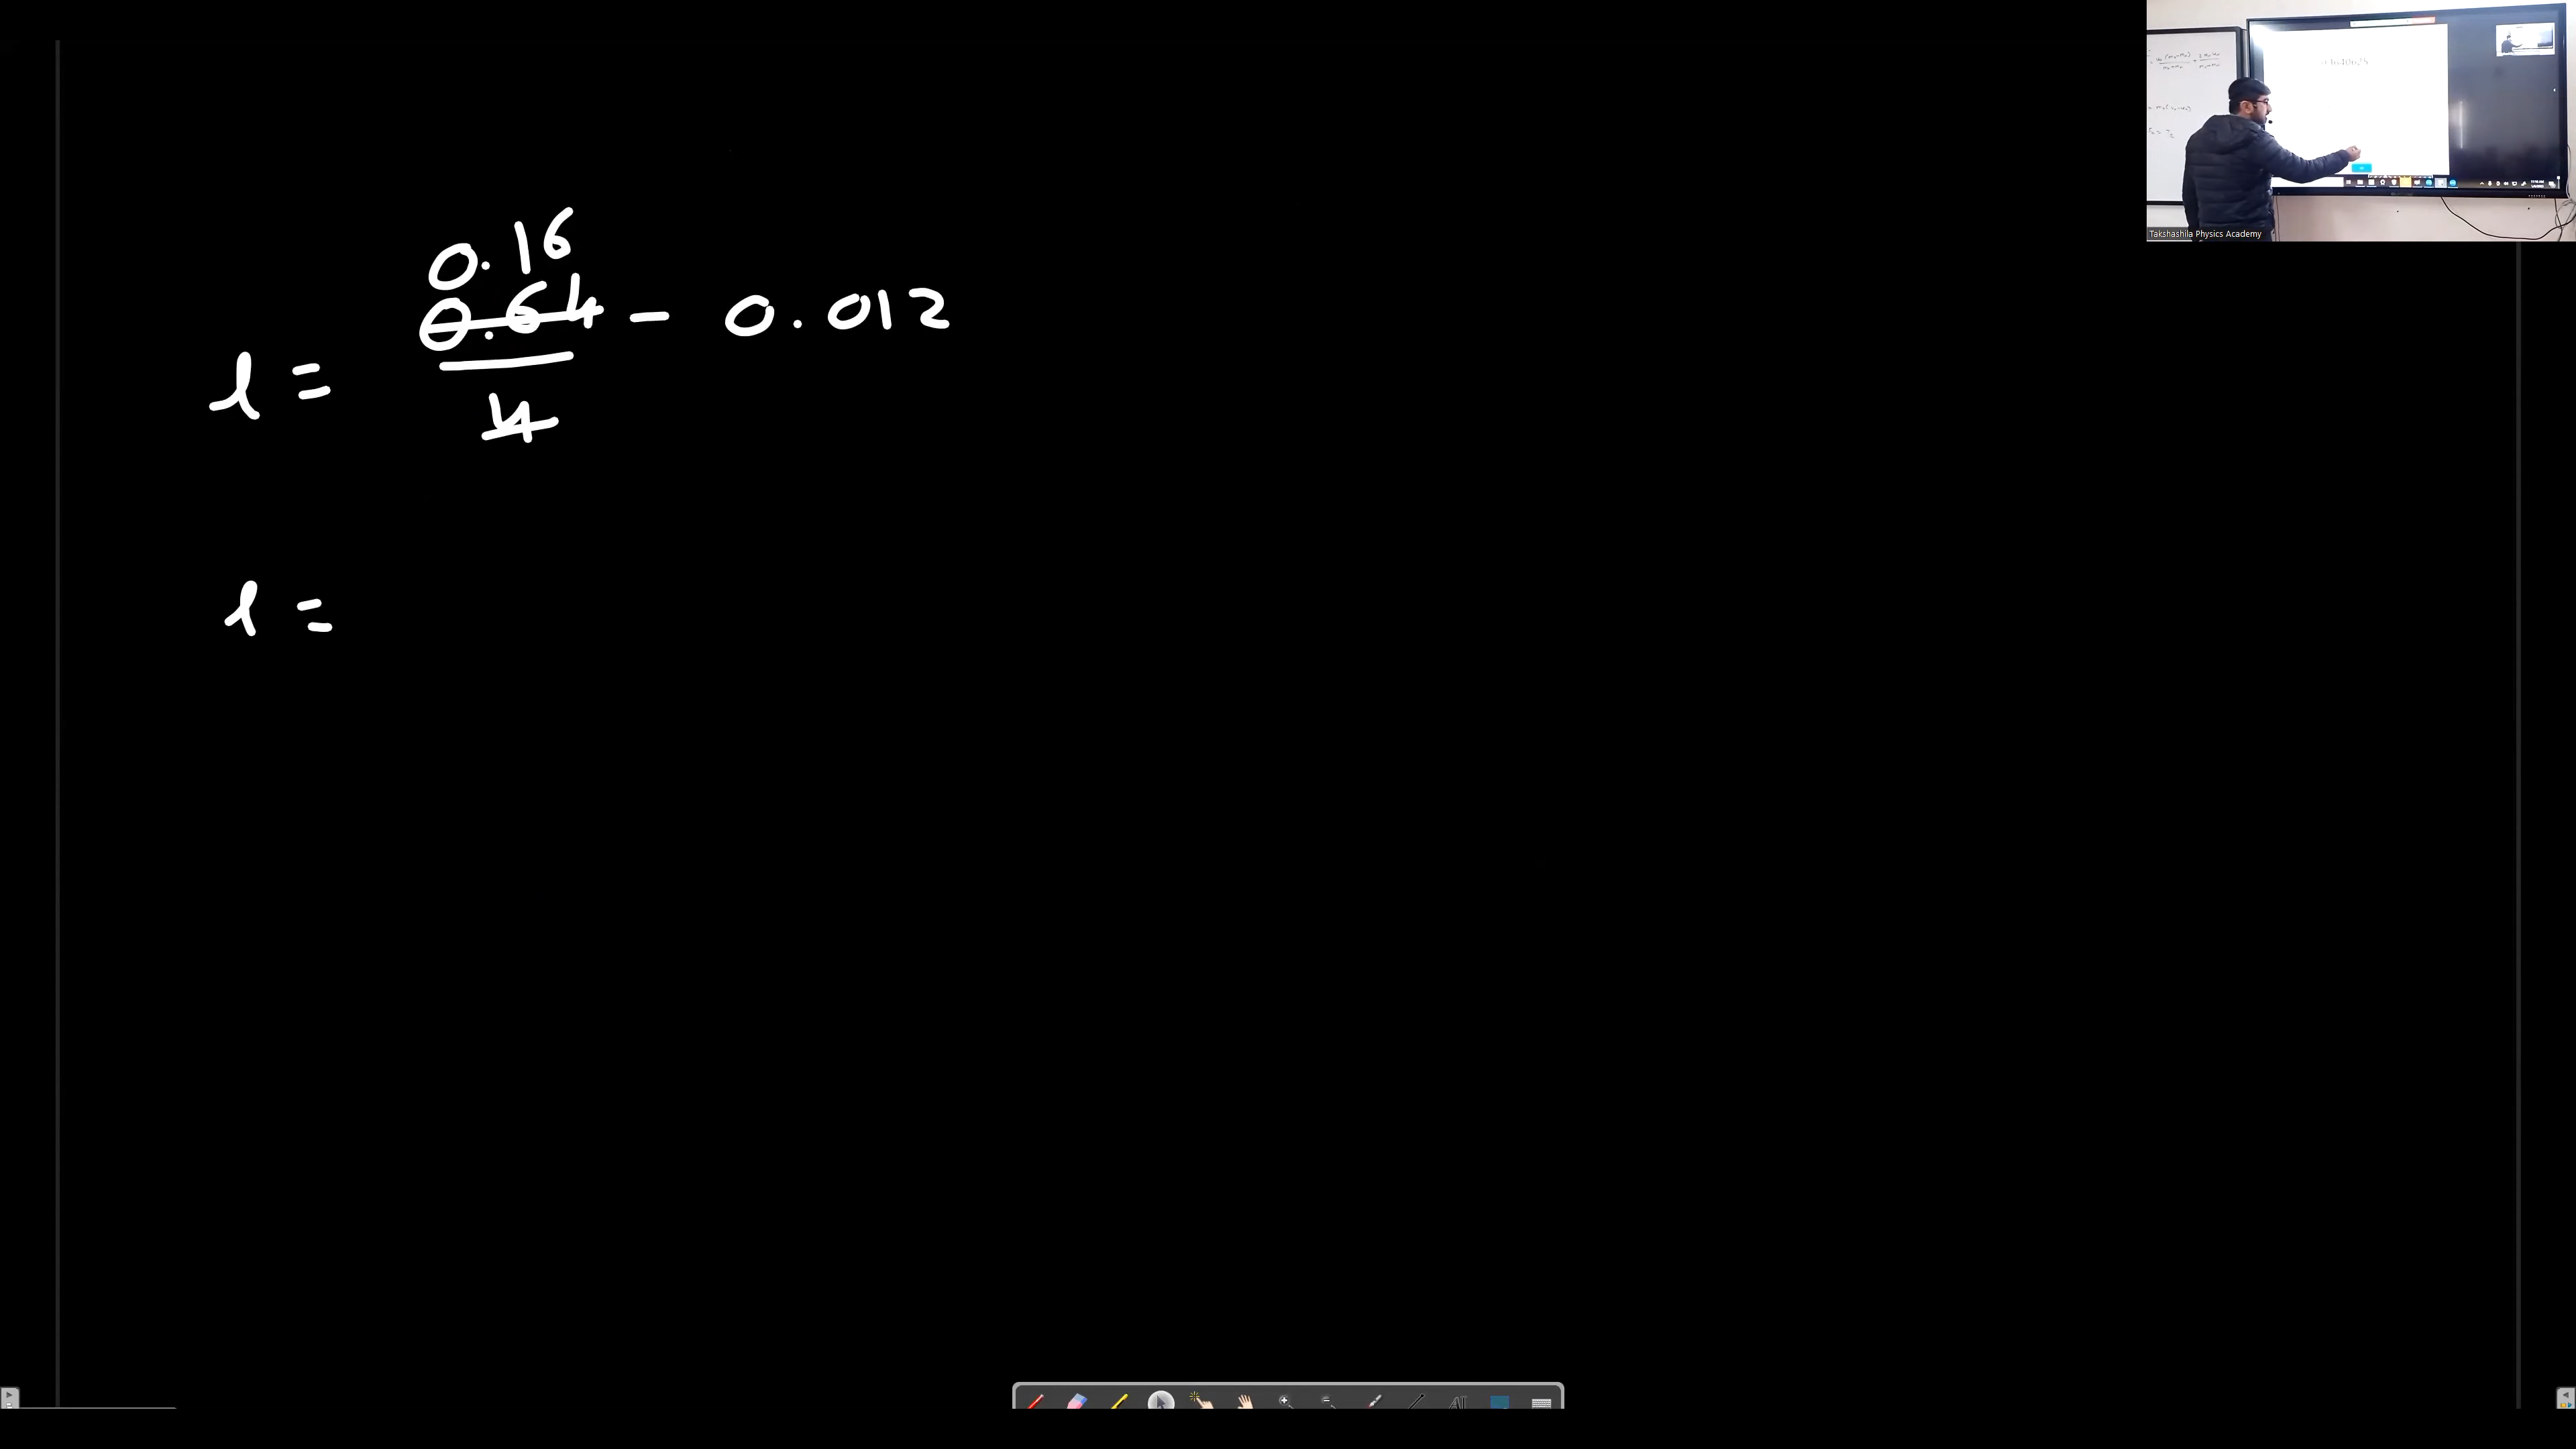 0.16
l = 0.64 - 0.012
4
l =
Takshashila Physics Academy